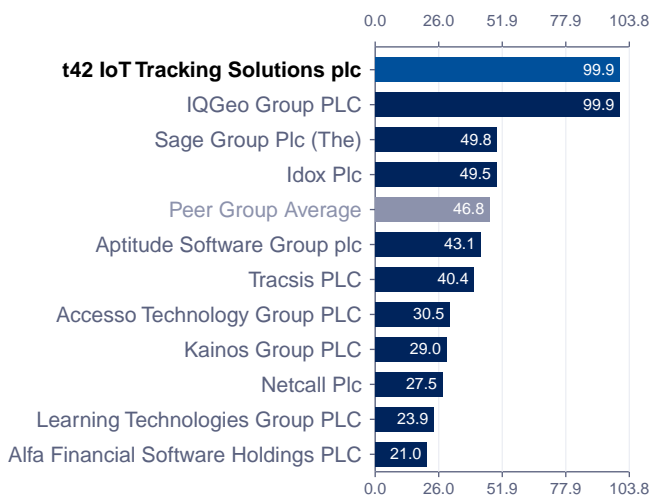 0.0 26.0 51.9 77.9 103.8
t42 IoT Tracking Solutions plc 99.9
IQGeo Group PLC 99.9
Sage Group Plc (The) 49.8
Idox Plc 49.5
Peer Group Average 46.8
Aptitude Software Group plc 43.1
Tracsis PLC 40.4
Accesso Technology Group PLC 30.5
Kainos Group PLC 29.0
Netcall Plc 27.5
Learning Technologies Group PLC 23.9
Alfa Financial Software Holdings PLC 21.0
0.0 26.0 51.9 77.9 103.8